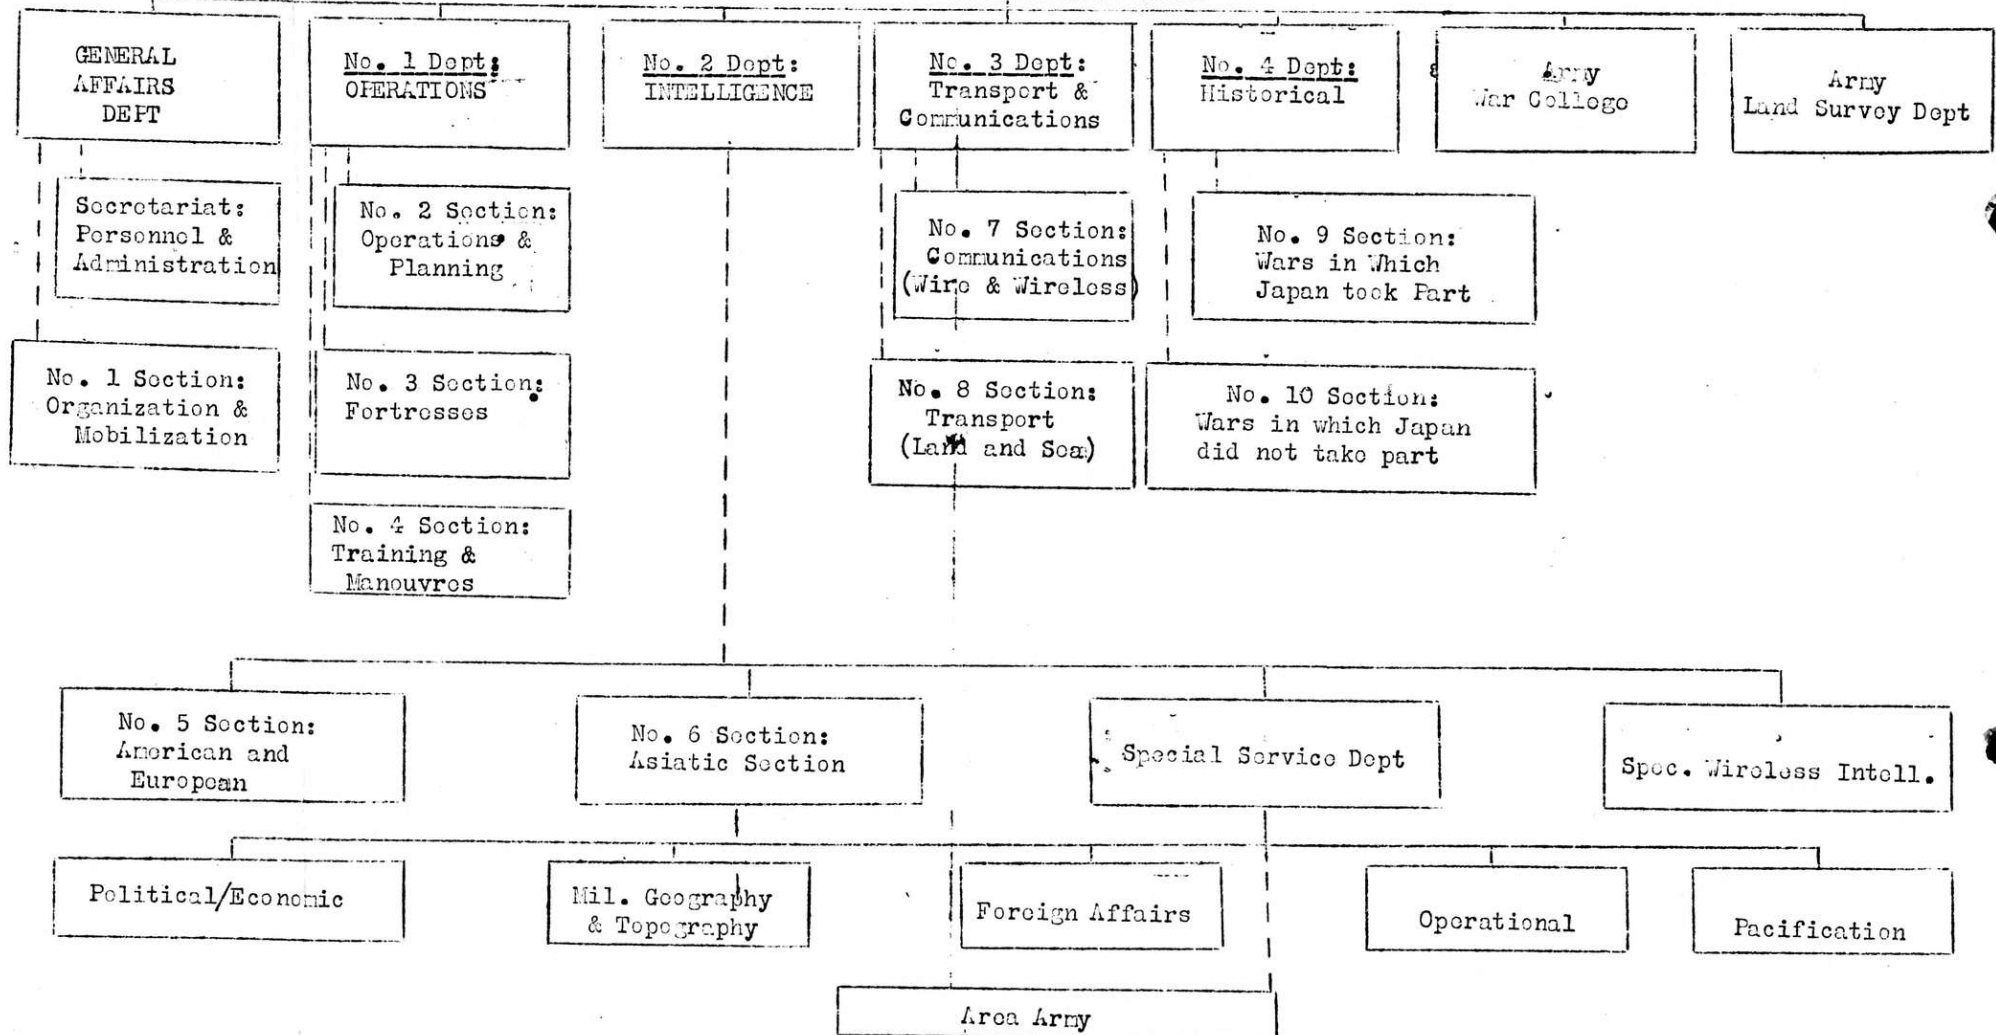 GENERAL
AFFAIRS
DEPT
No. 1 Dept:
OPERATIONS
No. 2 Dept:
INTELLIGENCE
No. 3 Dept:
Transport &
Communications
No. 4 Dept:
Historical
Army
War College
Army
Land Survey Dept
Secretariat:
Personnel &
Administration
No. 2 Section:
Operations &
Planning
No. 7 Section:
Communications
(Wire & Wireless)
No. 9 Section:
Wars in Which
Japan took Part
No. 1 Section:
Organization &
Mobilization
No. 3 Section:
Fortresses
No. 8 Section:
Transport
(Land and Sea)
No. 10 Section:
Wars in which Japan
did not take part
No. 4 Section:
Training &
Manouvres
No. 5 Section:
American and
European
No. 6 Section:
Asiatic Section
Special Service Dept
Spec. Wireless Intell.
Political/Economic
Mil. Geography
& Topography
Foreign Affairs
Operational
Pacification
Area Army